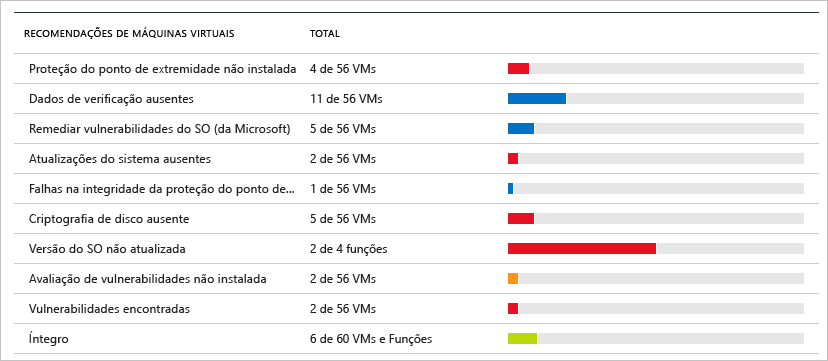 RECOMENDAÇÕES DE MÁQUINAS VIRTUAIS TOTAL
Proteção do ponto de extremidade não instalada 4 de 56 VMs
Dados de verificação ausentes 11 de 56 VMs
Remediar vulnerabilidades do SO (da Microsoft) 5 de 56 VMs
Atualizações do sistema ausentes 2 de 56 VMs
Falhas na integridade da proteção do ponto de... 1 de 56 VMs
Criptografia de disco ausente 5 de 56 VMs
Versão do SO não atualizada 2 de 4 funções
Avaliação de vulnerabilidades não instalada 2 de 56 VMs
Vulnerabilidades encontradas 2 de 56 VMs
Íntegro 6 de 60 VMs e Funções